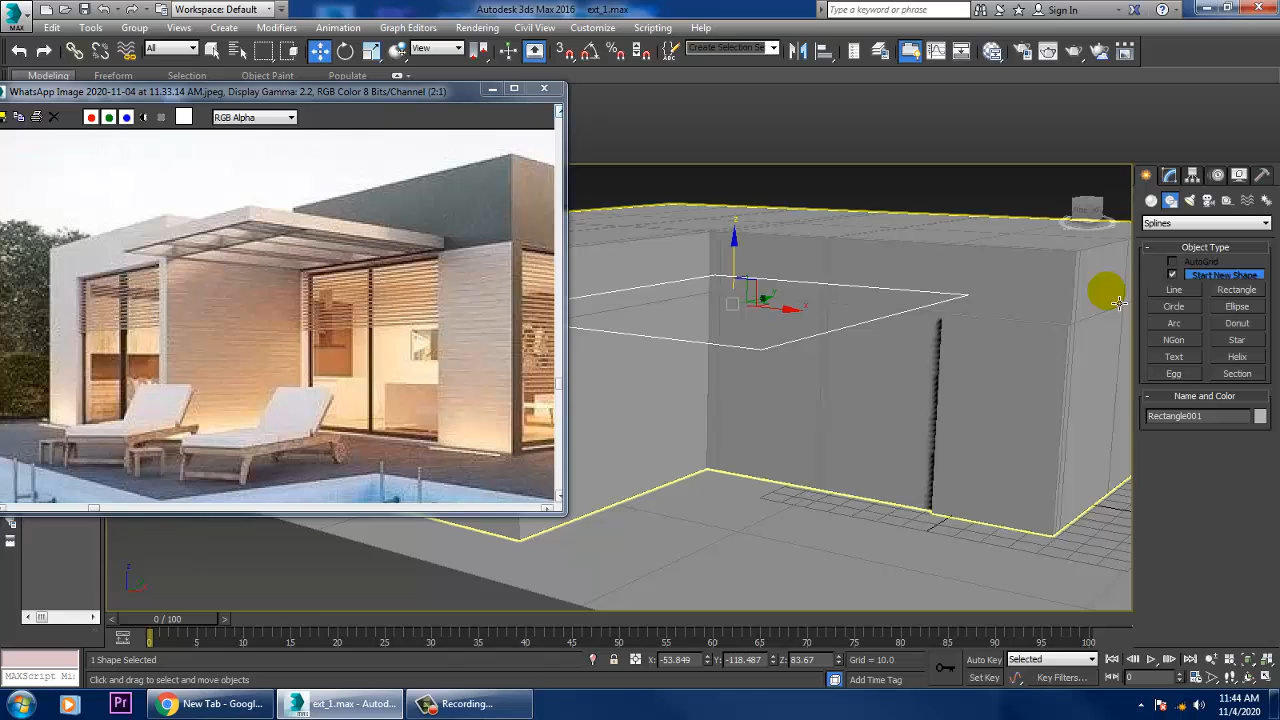 MAX
Workspace: Default
Autodesk 3ds Max 2016 ext_1.max
Type a keyword or phrase
Sign In
Edit Tools Group Views Create Modifiers Animation Graph Editors Rendering Civil View Customize Scripting Help
All
View
Create Selection Se
Modeling Freeform Selection Object Paint Populate
WhatsApp Image 2020-11-04 at 11.33.14 AM.jpeg, Display Gamma: 2.2, RGB Color 8 Bits/Channel (2:1)
RGB Alpha
Splines
Object Type
AutoGrid
Start New Shape
Line Rectangle
Circle Ellipse
Arc Donut
NGon Star
Text Helix
Egg Section
Name and Color
Rectangle001
z
x
z
0 / 100
0 5 10 15 20 25 30 35 40 45 50 55 60 65 70 75 80 85 90 95 100
1 Shape Selected
X: -53.849 Y: -118.487 Z: 83.67 Grid = 10.0
Auto Key Selected
MAXScript Mi
Click and drag to select and move objects
Add Time Tag
Set Key Key Filters...
0
New Tab - Googl...
ext_1.max - Autod...
Recording...
11:44 AM
11/4/2020